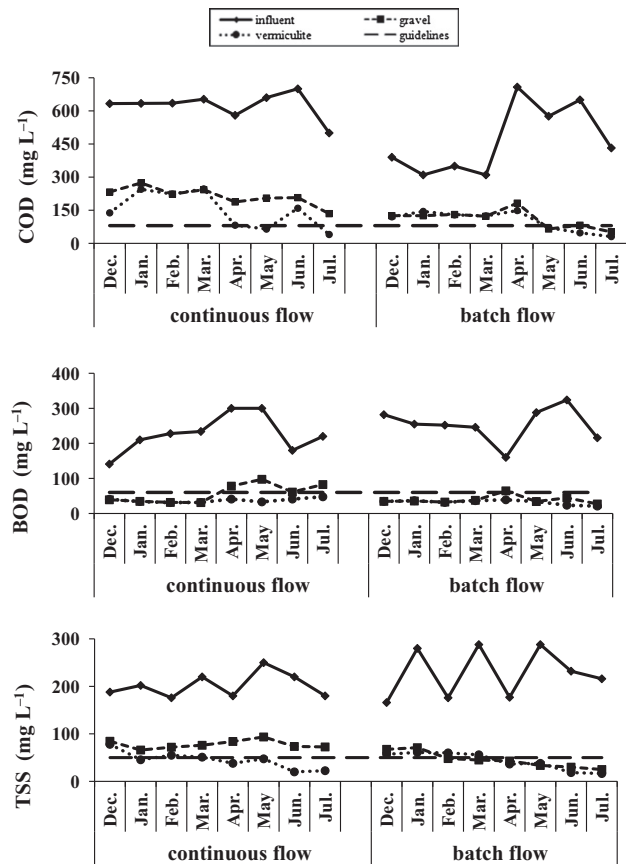 influent gravel
vermiculite guidelines
COD (mg L⁻¹)
750
600
450
300
150
0
Dec. Jan. Feb. Mar. Apr. May Jun. Jul. Dec. Jan. Feb. Mar. Apr. May Jun. Jul.
continuous flow batch flow
BOD (mg L⁻¹)
400
300
200
100
0
Dec. Jan. Feb. Mar. Apr. May Jun. Jul. Dec. Jan. Feb. Mar. Apr. May Jun. Jul.
continuous flow batch flow
TSS (mg L⁻¹)
300
200
100
0
Dec. Jan. Feb. Mar. Apr. May Jun. Jul. Dec. Jan. Feb. Mar. Apr. May Jun. Jul.
continuous flow batch flow